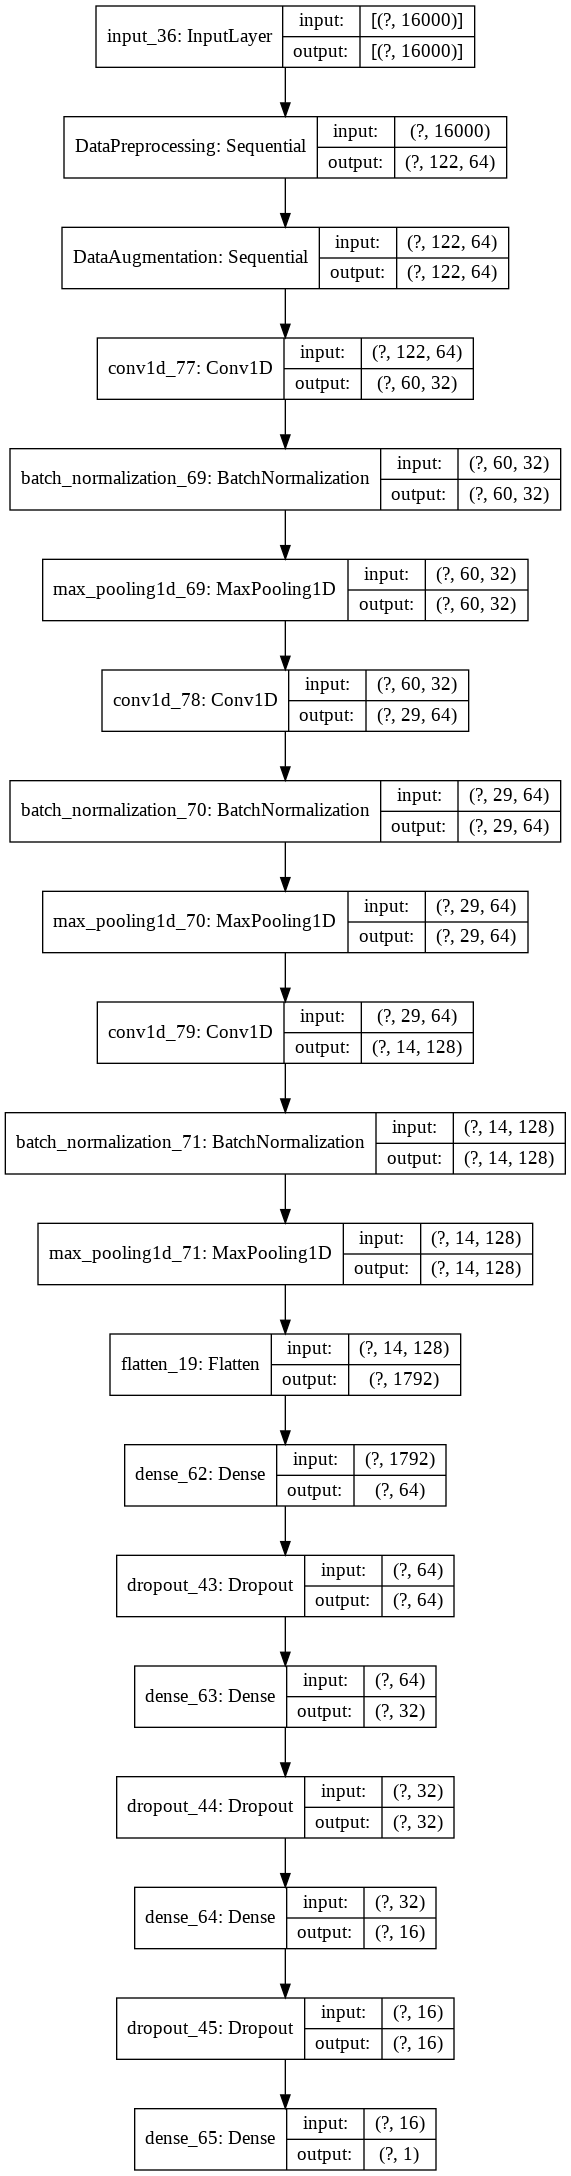 input_36: InputLayer
input: [(?, 16000)]
output: [(?, 16000)]
DataPreprocessing: Sequential
input: (?, 16000)
output: (?, 122, 64)
DataAugmentation: Sequential
input: (?, 122, 64)
output: (?, 122, 64)
conv1d_77: Conv1D
input: (?, 122, 64)
output: (?, 60, 32)
batch_normalization_69: BatchNormalization
input: (?, 60, 32)
output: (?, 60, 32)
max_pooling1d_69: MaxPooling1D
input: (?, 60, 32)
output: (?, 60, 32)
conv1d_78: Conv1D
input: (?, 60, 32)
output: (?, 29, 64)
batch_normalization_70: BatchNormalization
input: (?, 29, 64)
output: (?, 29, 64)
max_pooling1d_70: MaxPooling1D
input: (?, 29, 64)
output: (?, 29, 64)
conv1d_79: Conv1D
input: (?, 29, 64)
output: (?, 14, 128)
batch_normalization_71: BatchNormalization
input: (?, 14, 128)
output: (?, 14, 128)
max_pooling1d_71: MaxPooling1D
input: (?, 14, 128)
output: (?, 14, 128)
flatten_19: Flatten
input: (?, 14, 128)
output: (?, 1792)
dense_62: Dense
input: (?, 1792)
output: (?, 64)
dropout_43: Dropout
input: (?, 64)
output: (?, 64)
dense_63: Dense
input: (?, 64)
output: (?, 32)
dropout_44: Dropout
input: (?, 32)
output: (?, 32)
dense_64: Dense
input: (?, 32)
output: (?, 16)
dropout_45: Dropout
input: (?, 16)
output: (?, 16)
dense_65: Dense
input: (?, 16)
output: (?, 1)